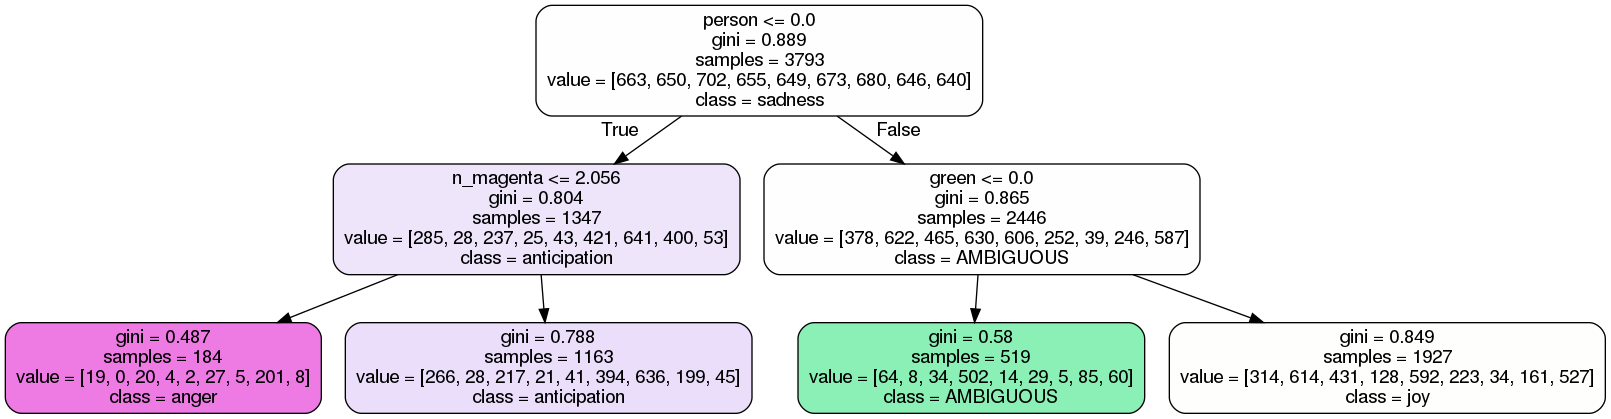 person <= 0.0
gini = 0.889
samples = 3793
value = [663, 650, 702, 655, 649, 673, 680, 646, 640]
class = sadness
True
False
n_magenta <= 2.056
gini = 0.804
samples = 1347
value = [285, 28, 237, 25, 43, 421, 641, 400, 53]
class = anticipation
green <= 0.0
gini = 0.865
samples = 2446
value = [378, 622, 465, 630, 606, 252, 39, 246, 587]
class = AMBIGUOUS
gini = 0.487
samples = 184
value = [19, 0, 20, 4, 2, 27, 5, 201, 8]
class = anger
gini = 0.788
samples = 1163
value = [266, 28, 217, 21, 41, 394, 636, 199, 45]
class = anticipation
gini = 0.58
samples = 519
value = [64, 8, 34, 502, 14, 29, 5, 85, 60]
class = AMBIGUOUS
gini = 0.849
samples = 1927
value = [314, 614, 431, 128, 592, 223, 34, 161, 527]
class = joy